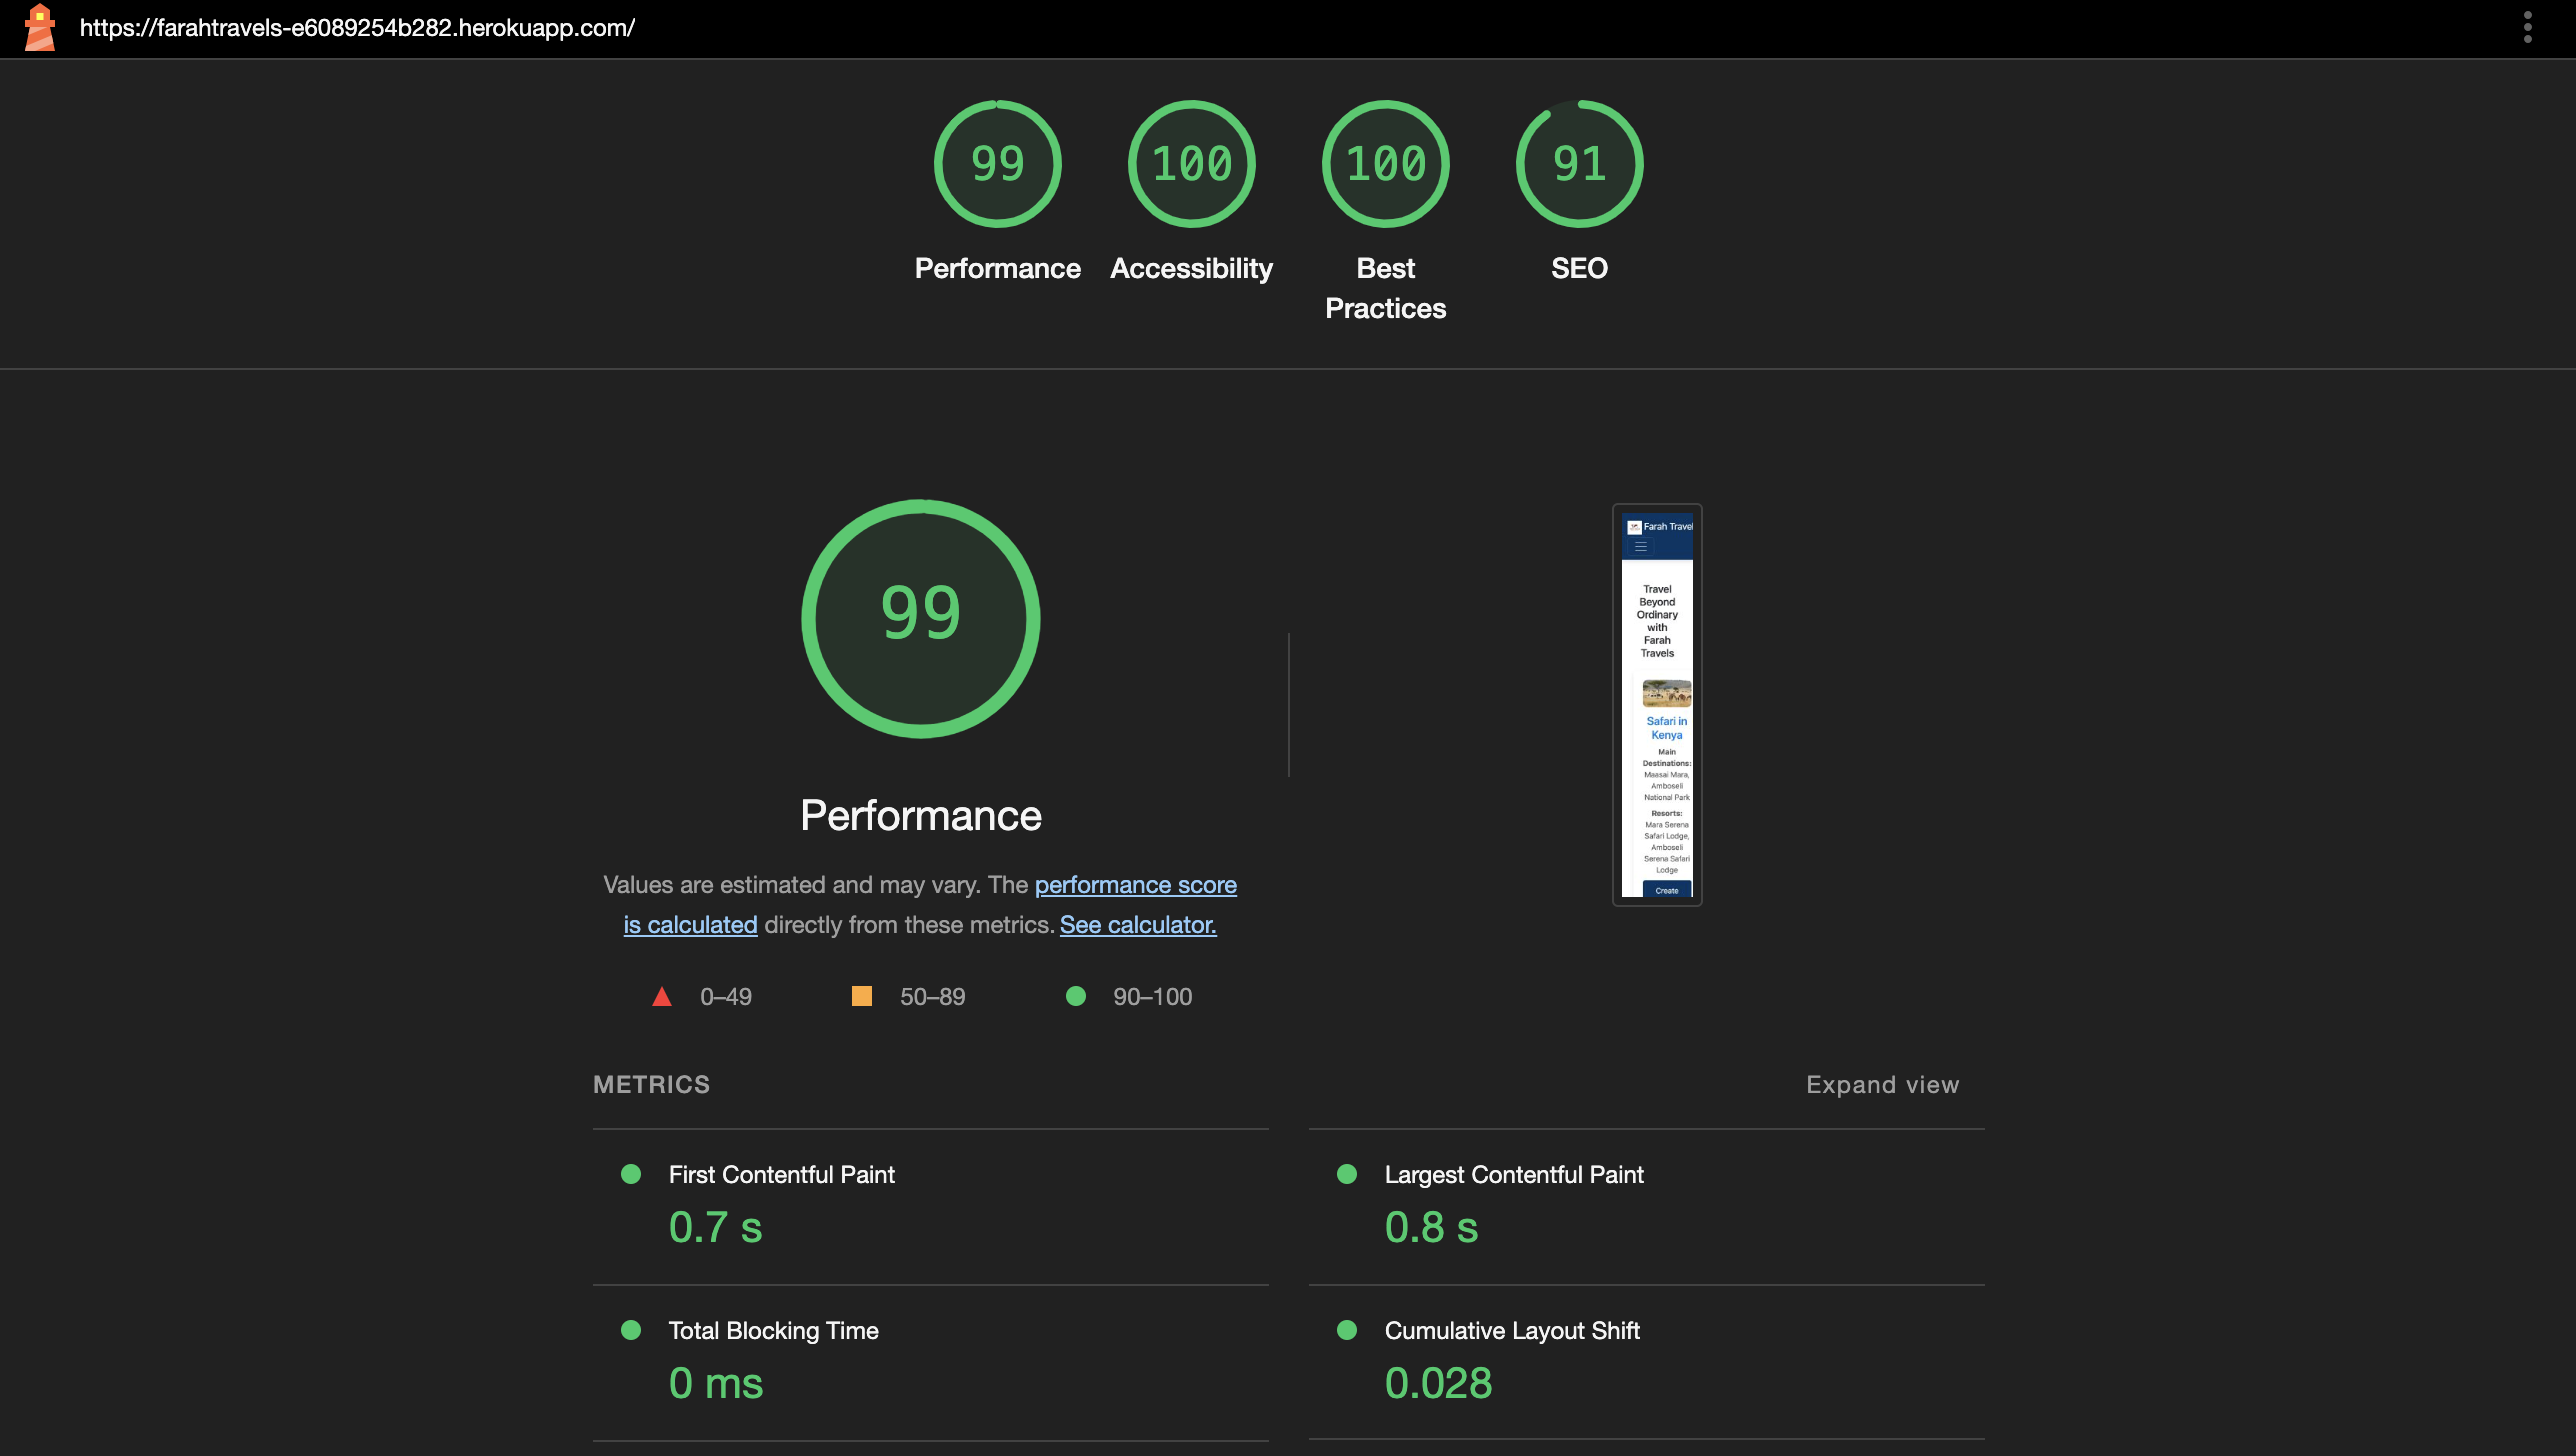 https://farahtravels-e6089254b282.herokuapp.com/
99
100
100
91
Performance
Accessibility
Best
Practices
SEO
99
Performance
Values are estimated and may vary. The performance score
is calculated directly from these metrics. See calculator.
0–49
50–89
90–100
Farah Travel
Travel
Beyond
Ordinary
with
Farah
Travels
Safari in
Kenya
Main
Destinations:
Maasai Mara,
Amboseli
National Park
Resorts:
Mara Serena
Safari Lodge,
Amboseli
Serena Safari
Lodge
Create
METRICS
Expand view
First Contentful Paint
0.7 s
Largest Contentful Paint
0.8 s
Total Blocking Time
0 ms
Cumulative Layout Shift
0.028